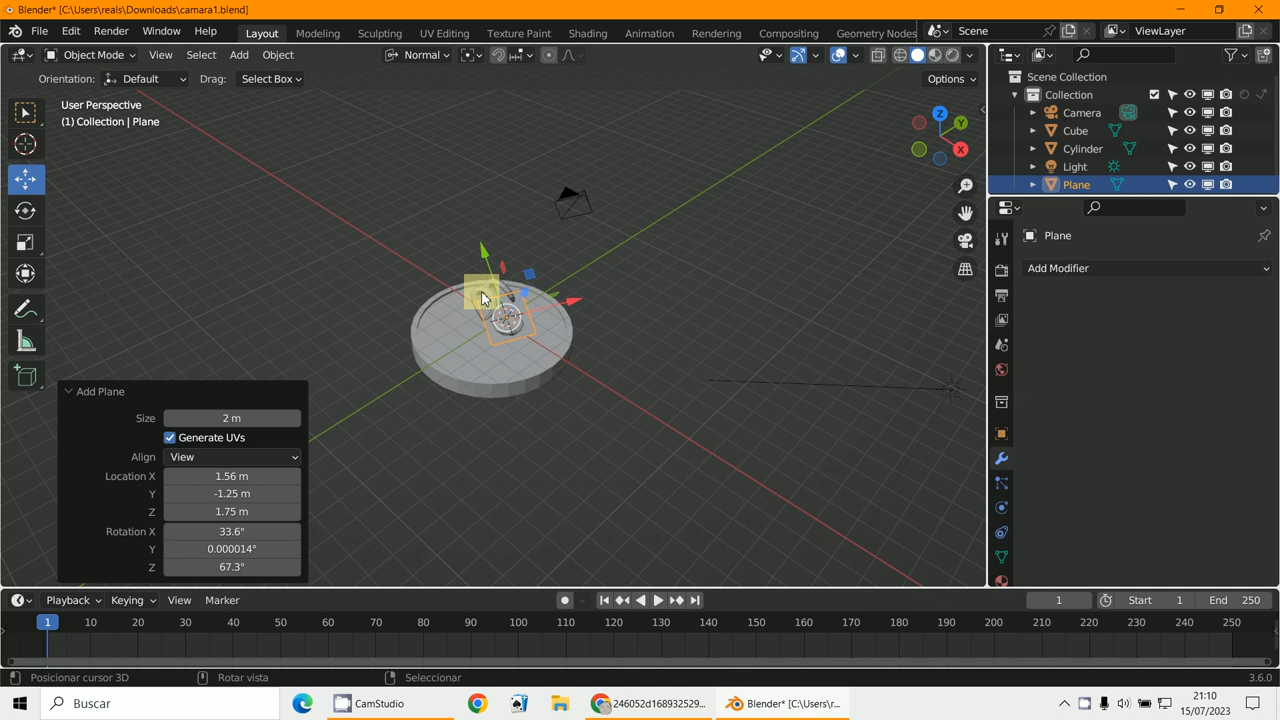 Blender* [C:\Users\reals\Downloads\camara1.blend]
File Edit Render Window Help Layout Modeling Sculpting UV Editing Texture Paint Shading Animation Rendering Compositing Geometry Nodes Scene ViewLayer
Object Mode View Select Add Object Normal
Orientation: Default Drag: Select Box Options
User Perspective
(1) Collection | Plane
Z
Y
X
Scene Collection
Collection
Camera
Cube
Cylinder
Light
Plane
Plane
Add Modifier
Add Plane
Size 2 m
Generate UVs
Align View
Location X 1.56 m
Y -1.25 m
Z 1.75 m
Rotation X 33.6°
Y 0.000014°
Z 67.3°
Playback Keying View Marker 1 Start 1 End 250
1 10 20 30 40 50 60 70 80 90 100 110 120 130 140 150 160 170 180 190 200 210 220 230 240 250
Posicionar cursor 3D Rotar vista Seleccionar 3.6.0
Buscar CamStudio 246052d168932529... Blender* [C:\Users\r... 21:10
15/07/2023